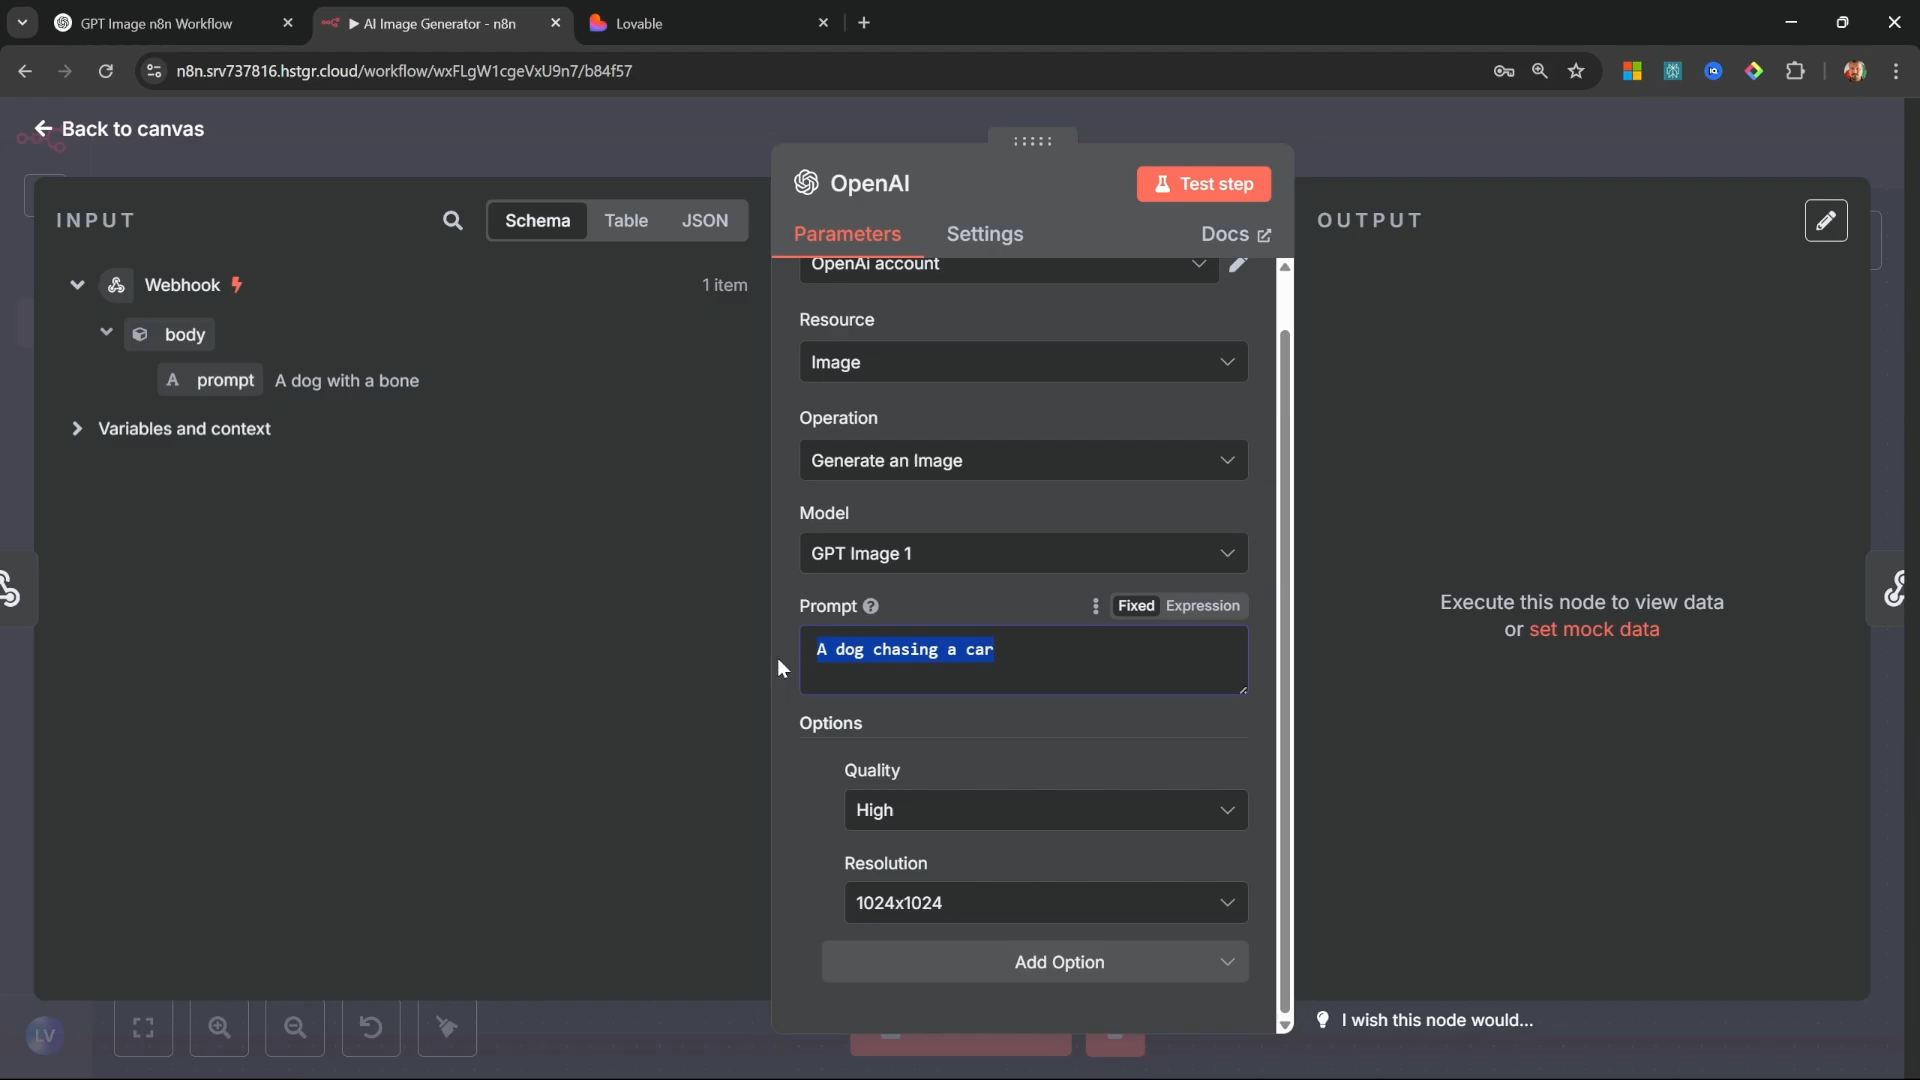 GPT Image n8n Workflow
▶ AI Image Generator - n8n
Lovable
n8n.srv737816.hstgr.cloud/workflow/wxFLgW1cgeVxU9n7/b84f57
Back to canvas
INPUT
Schema
Table
JSON
Webhook
1 item
body
A prompt A dog with a bone
Variables and context
OpenAI
Test step
Parameters
Settings
Docs
OpenAi account
Resource
Image
Operation
Generate an Image
Model
GPT Image 1
Prompt
Fixed
Expression
A dog chasing a car
Options
Quality
High
Resolution
1024x1024
Add Option
OUTPUT
Execute this node to view data
or set mock data
I wish this node would...
LV